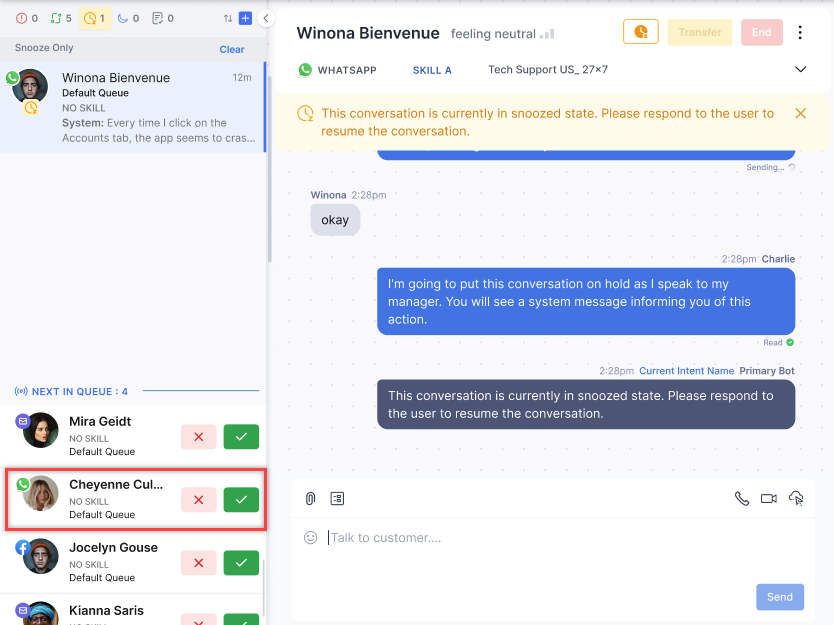 0 5 1 0 0
Snooze Only Clear
Winona Bienvenue 12m
Default Queue
NO SKILL
System: Every time I click on the
Accounts tab, the app seems to cras...
NEXT IN QUEUE : 4
Mira Geidt
NO SKILL
Default Queue
Cheyenne Cul...
NO SKILL
Default Queue
Jocelyn Gouse
NO SKILL
Default Queue
Kianna Saris
Winona Bienvenue feeling neutral
Transfer End
WHATSAPP SKILL A Tech Support US_ 27×7
This conversation is currently in snoozed state. Please respond to the user to
resume the conversation.
Sending...
Winona 2:28pm
okay
2:28pm Charlie
I'm going to put this conversation on hold as I speak to my
manager. You will see a system message informing you of this
action.
Read
2:28pm Current Intent Name Primary Bot
This conversation is currently in snoozed state. Please respond to
the user to resume the conversation.
Talk to customer....
Send